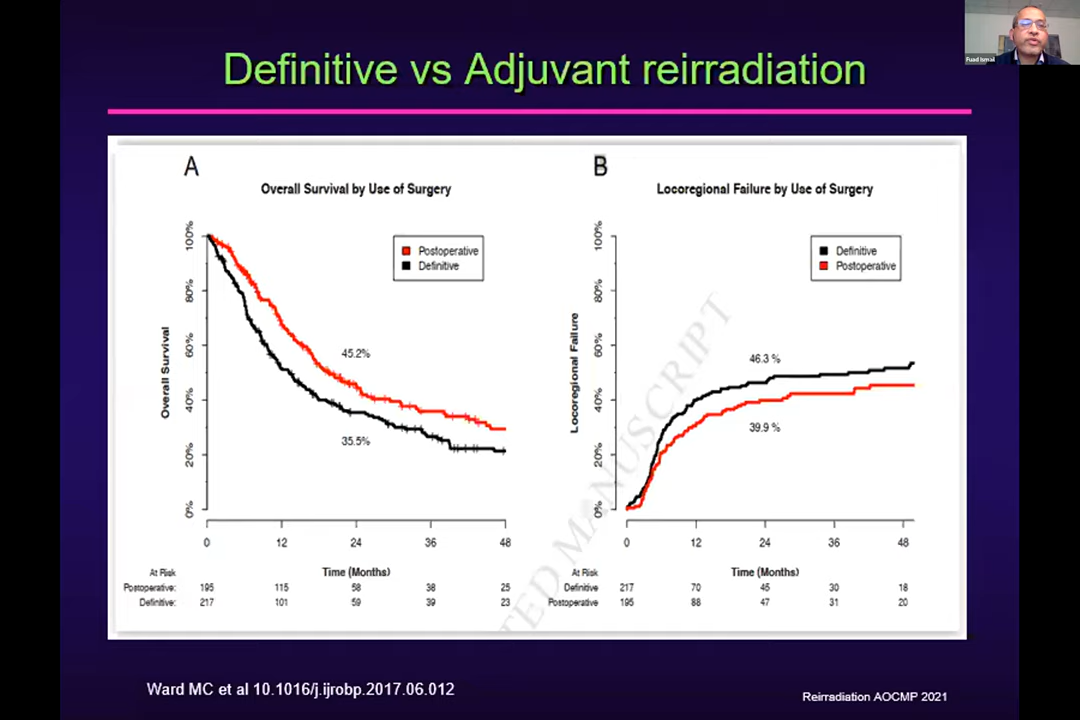 Definitive vs Adjuvant reirradiation
Fuad Ismail
A
Overall Survival by Use of Surgery
Overall Survival
100%
80%
60%
40%
20%
0%
Postoperative
Definitive
45.2%
35.5%
0 12 24 36 48
Time (Months)
At Risk
Postoperative: 195 115 58 38 25
Definitive: 217 101 59 39 23
B
Locoregional Failure by Use of Surgery
Locoregional Failure
100%
80%
60%
40%
20%
0%
Definitive
Postoperative
46.3 %
39.9 %
0 12 24 36 48
Time (Months)
At Risk
Definitive 217 70 45 30 18
Postoperative 195 88 47 31 20
TED MANUSCRIPT
Ward MC et al 10.1016/j.ijrobp.2017.06.012
Reirradiation AOCMP 2021